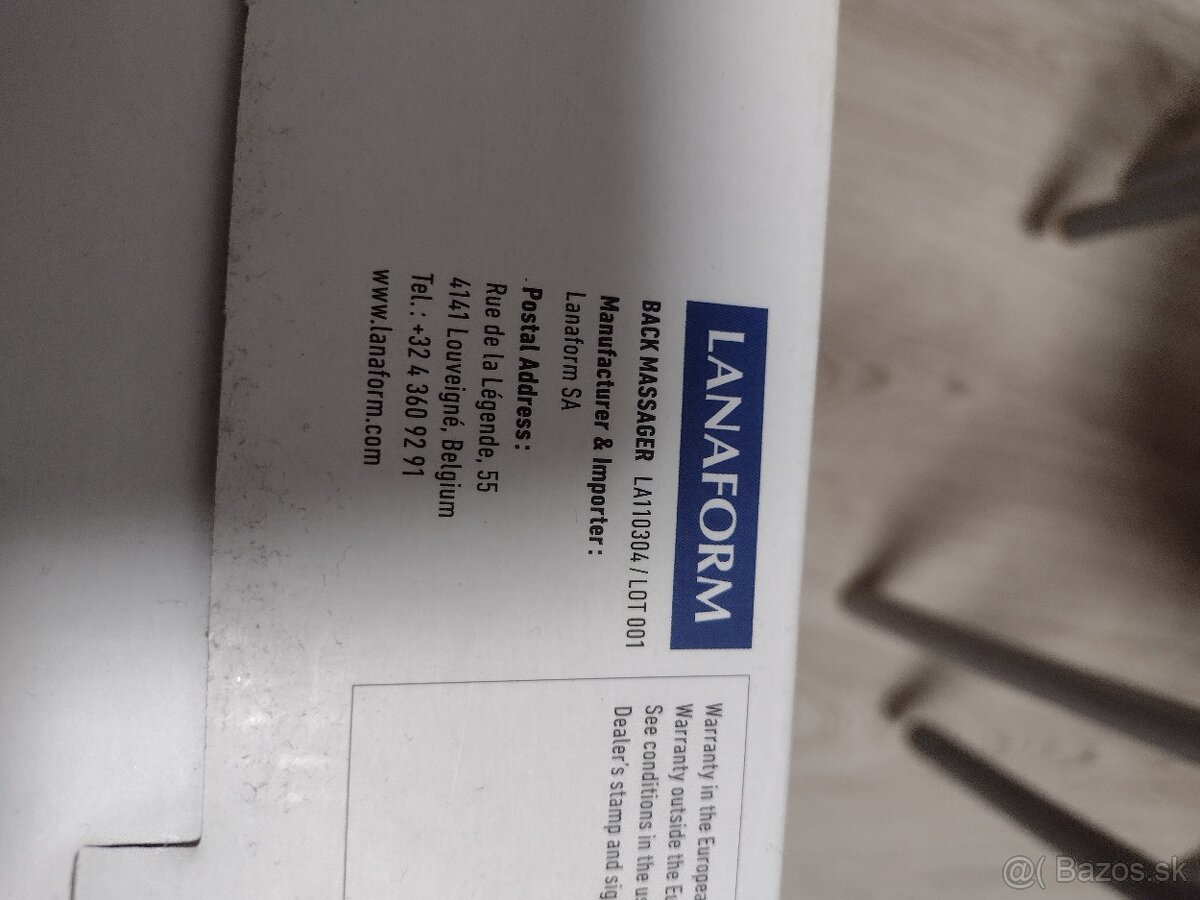 LANAFORM
BACK MASSAGER LA110304 / LOT 001
Manufacturer & Importer :
Lanaform SA
Postal Address :
Rue de la Légende, 55
4141 Louveigné, Belgium
Tel. : +32 4 360 92 91
www.lanaform.com
Warranty in the
Warranty outside the
See conditions in the
Dealer's stamp and
@( Bazos.sk